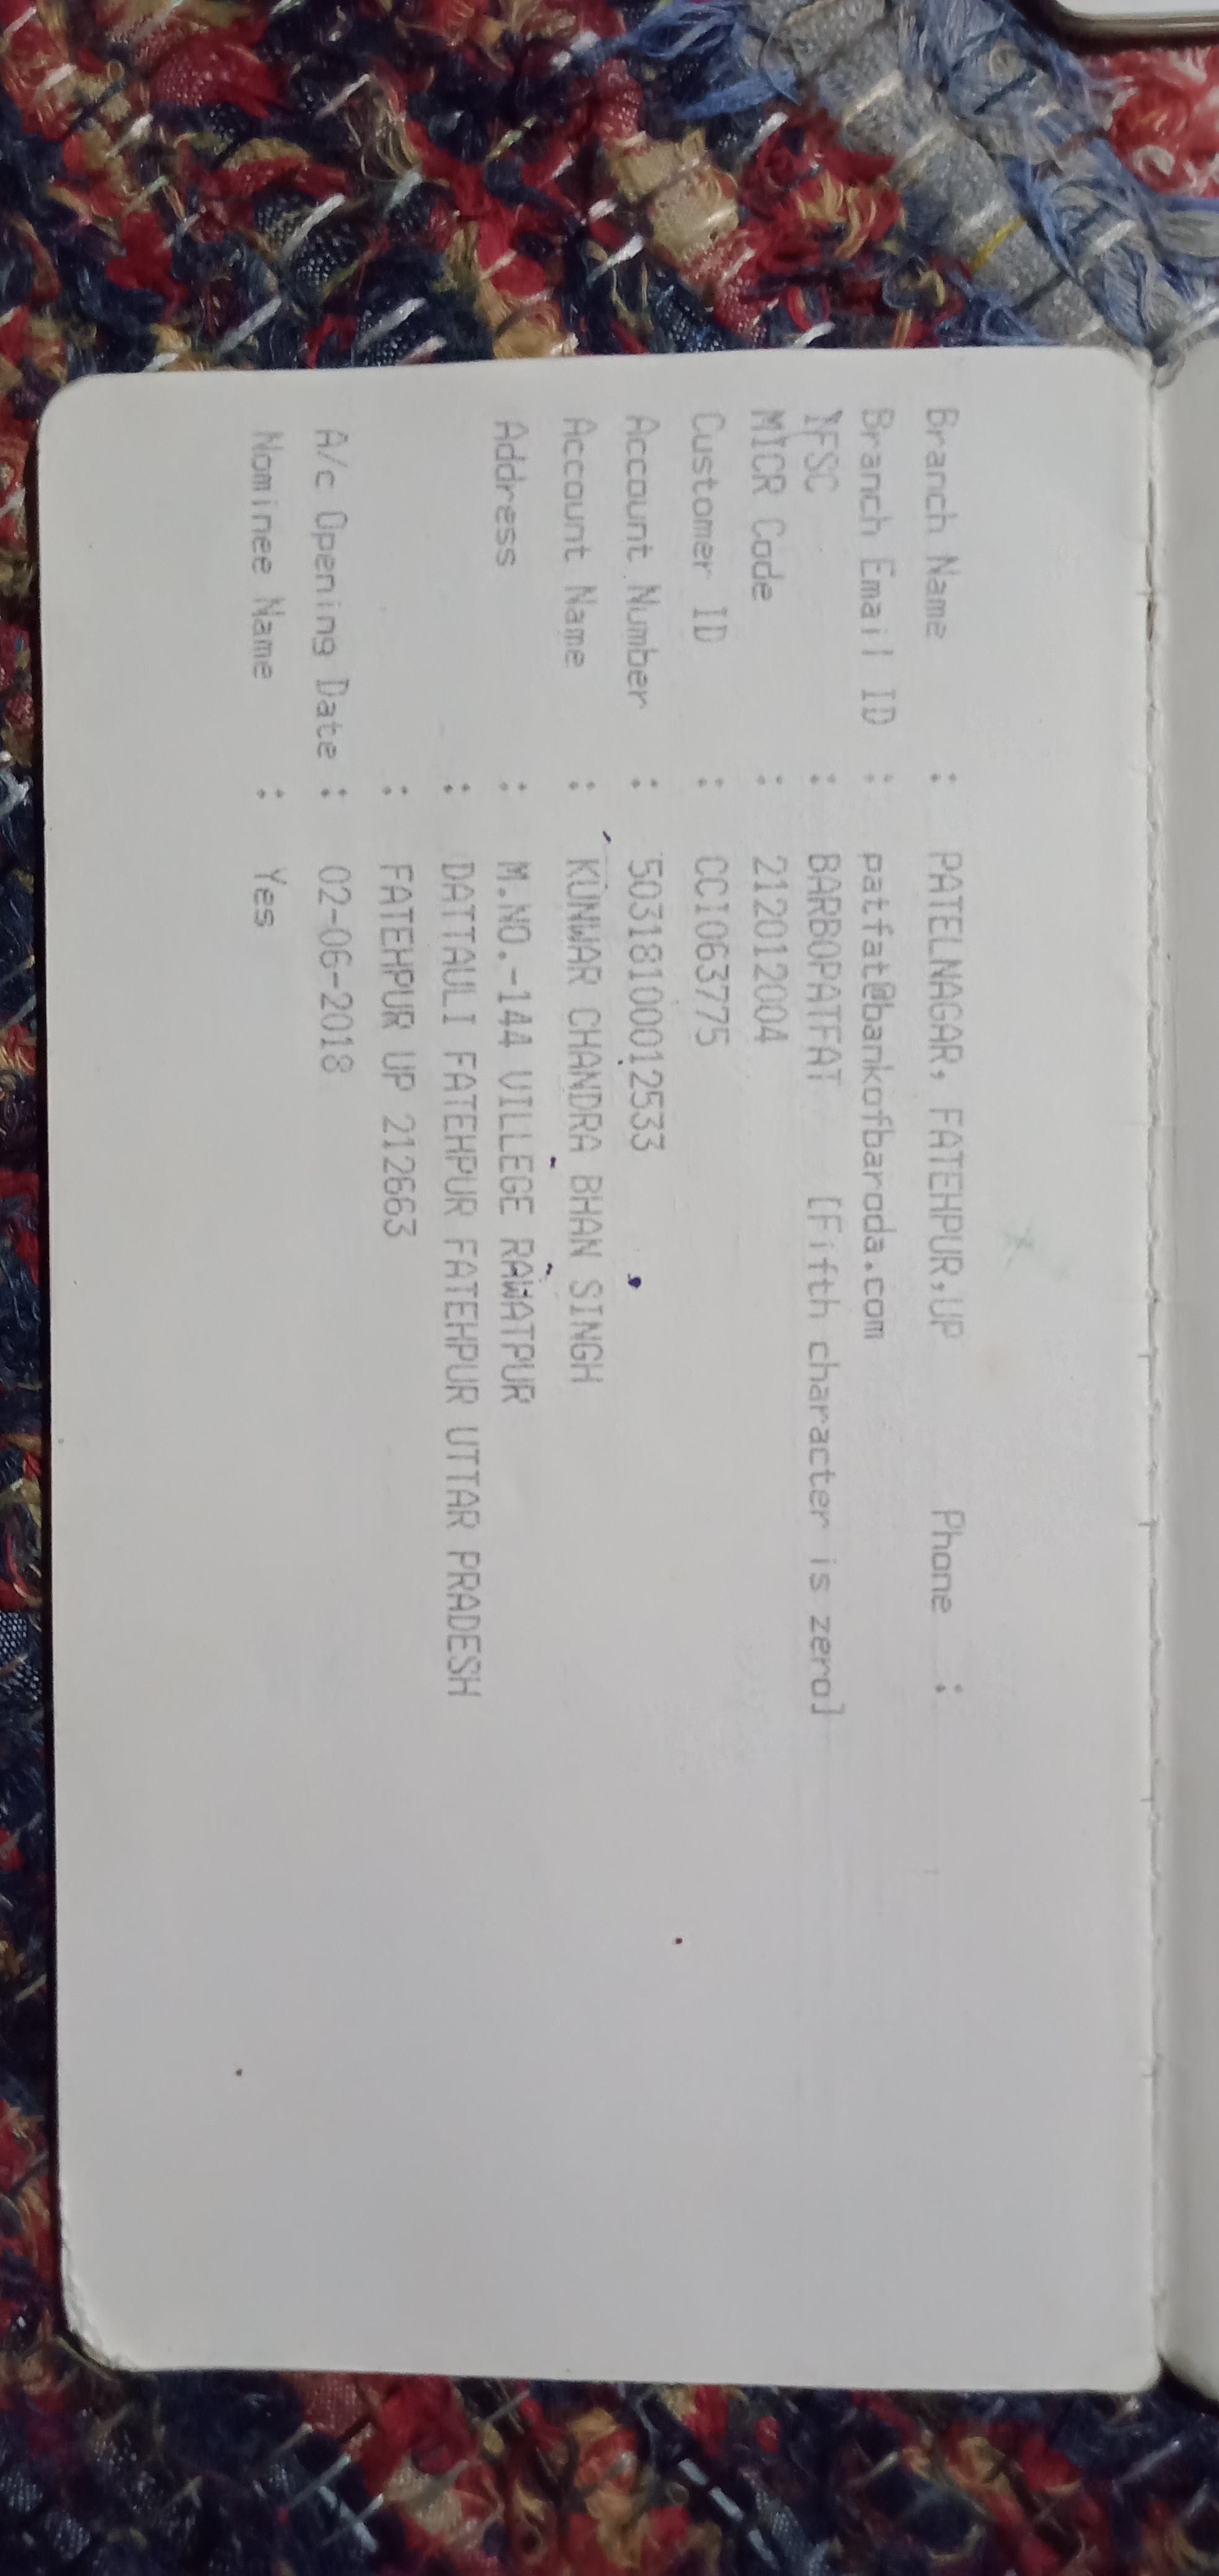 Branch Name : PATELNAGAR, FATEHPUR,UP Phone :
Branch Email ID : patfat@bankofbaroda.com
IFSC : BARB0PATFAT [Fifth character is zero]
MICR Code : 212012004
Customer ID : CCI063775
Account Number : 50318100012533
Account Name : KUNWAR CHANDRA BHAN SINGH
Address : M.NO.-144 VILLEGE RAWATPUR
: DATTAULI FATEHPUR FATEHPUR UTTAR PRADESH
: FATEHPUR UP 212663
A/c Opening Date : 02-06-2018
Nominee Name : Yes